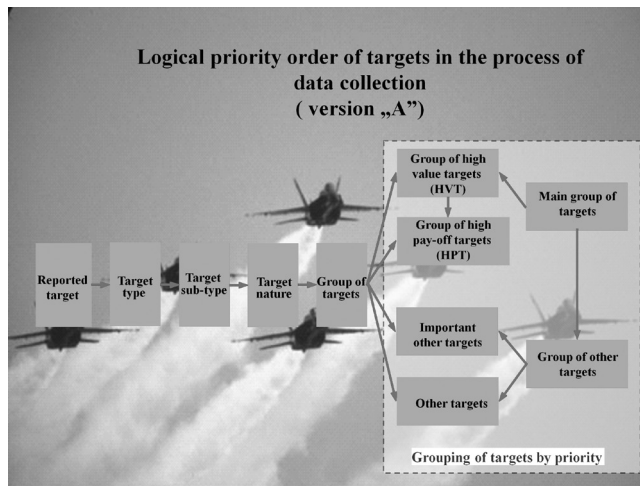 Logical priority order of targets in the process of
data collection
( version „A”)
Reported
target
Target
type
Target
sub-type
Target
nature
Group of
targets
Group of high
value targets
(HVT)
Group of high
pay-off targets
(HPT)
Important
other targets
Other targets
Main group of
targets
Group of other
targets
Grouping of targets by priority